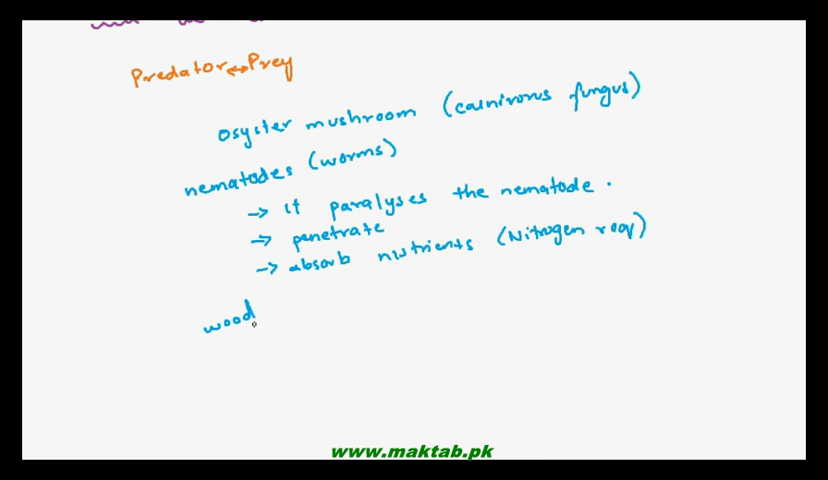 Predator↔Prey
osyster mushroom (carnivorus fungus)
nematodes (worms)
→ it paralyses the nematode.
→ penetrate
→ absorb nutrients (Nitrogen req)
wood
www.maktab.pk